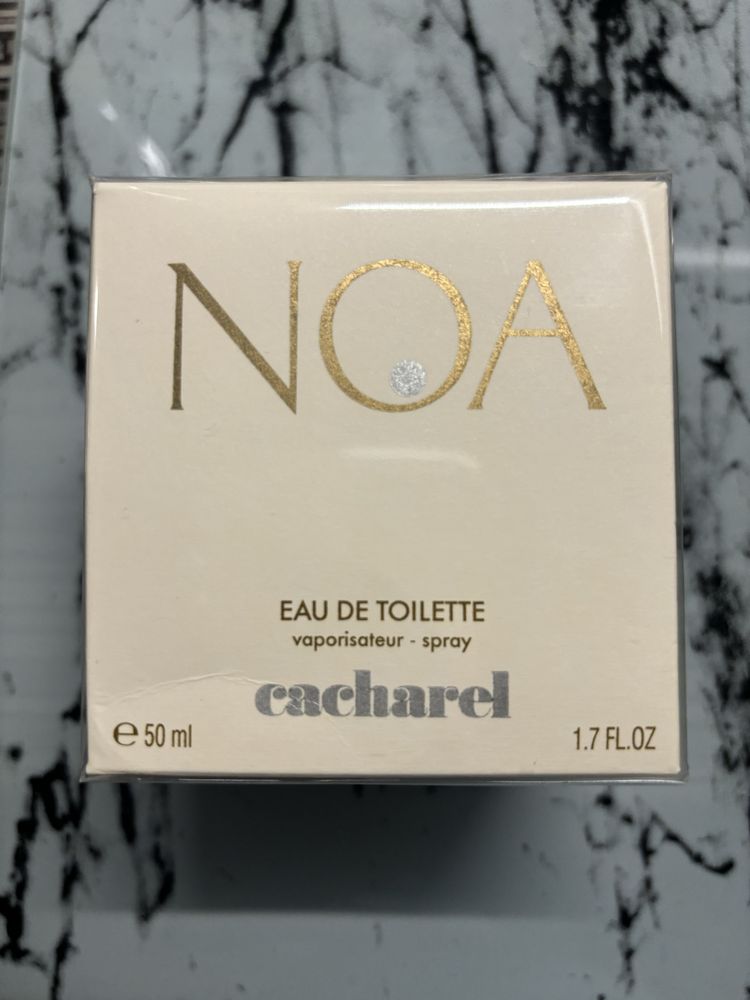 NOA
EAU DE TOILETTE
vaporisateur - spray
cacharel
℮ 50 ml
1.7 FL.OZ